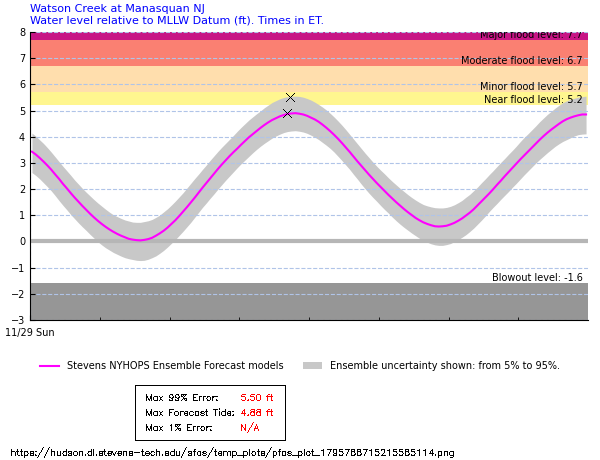 Watson Creek at Manasquan NJ
Water level relative to MLLW Datum (ft). Times in ET.
8
Major flood level: 7.7
7
Moderate flood level: 6.7
6
Minor flood level: 5.7
Near flood level: 5.2
5
4
3
2
1
0
−1
Blowout level: -1.6
−2
−3
11/29 Sun
Stevens NYHOPS Ensemble Forecast models
Ensemble uncertainty shown: from 5% to 95%.
Max 99% Error: 5.50 ft
Max Forecast Tide: 4.88 ft
Max 1% Error: N/A
https://hudson.dl.stevens-tech.edu/sfas/temp_plots/pfas_plot_1795788715215585114.png